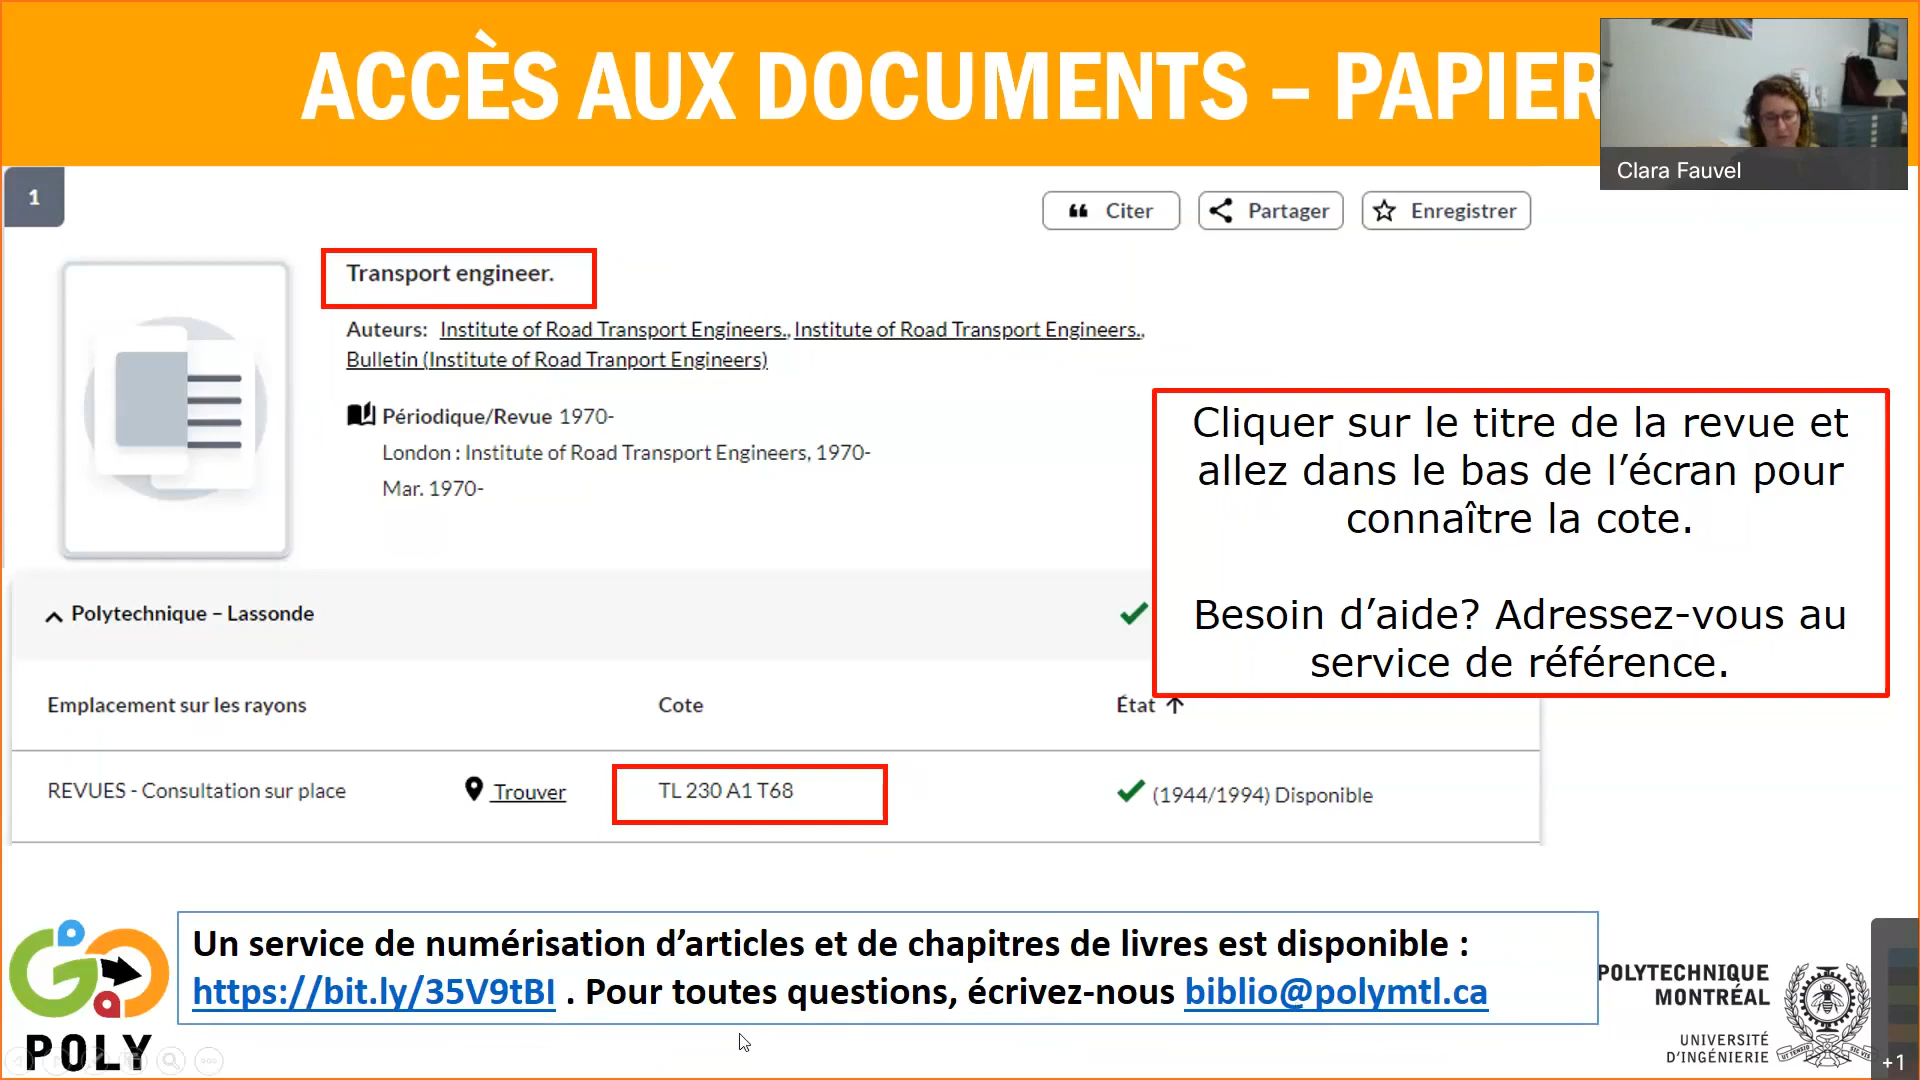 ACCÈS AUX DOCUMENTS – PAPIER
Clara Fauvel
1
Citer
Partager
Enregistrer
Transport engineer.
Auteurs: Institute of Road Transport Engineers., Institute of Road Transport Engineers.,
Bulletin (Institute of Road Tranport Engineers)
Périodique/Revue 1970-
London : Institute of Road Transport Engineers, 1970-
Mar. 1970-
Cliquer sur le titre de la revue et
allez dans le bas de l’écran pour
connaître la cote.
Besoin d’aide? Adressez-vous au
service de référence.
Polytechnique – Lassonde
Emplacement sur les rayons
Cote
État
REVUES - Consultation sur place
Trouver
TL 230 A1 T68
(1944/1994) Disponible
Un service de numérisation d’articles et de chapitres de livres est disponible :
https://bit.ly/35V9tBI . Pour toutes questions, écrivez-nous biblio@polymtl.ca
GO à
POLY
POLYTECHNIQUE
MONTRÉAL
UNIVERSITÉ
D'INGÉNIERIE
+1